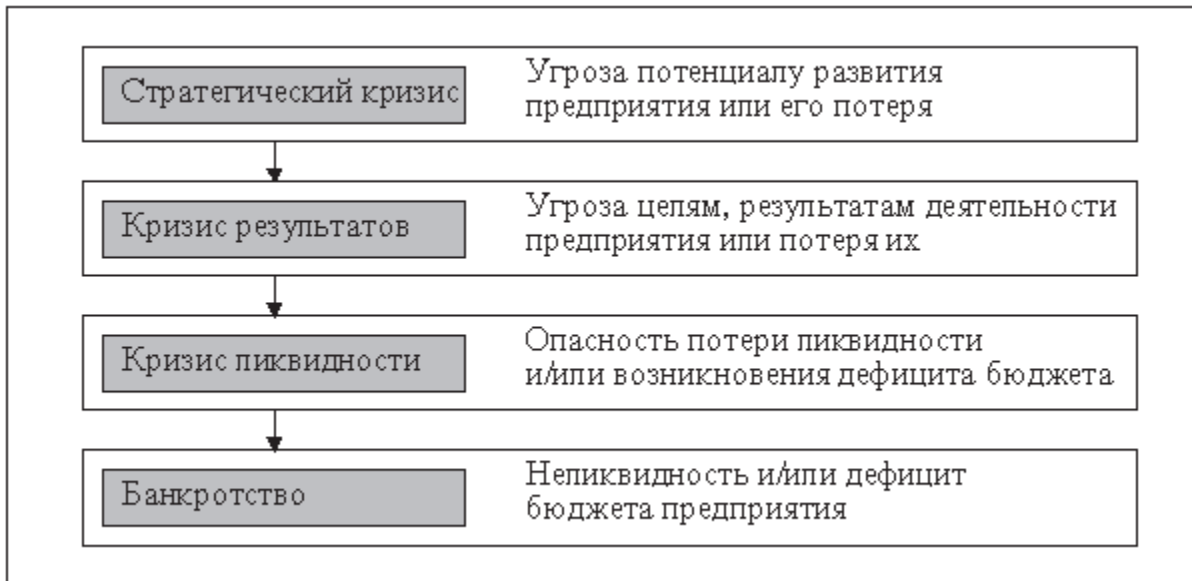 Стратегический кризис
Угроза потенциалу развития
предприятия или его потеря
Кризис результатов
Угроза целям, результатам деятельности
предприятия или потеря их
Кризис ликвидности
Опасность потери ликвидности
и/или возникновения дефицита бюджета
Банкротство
Неликвидность и/или дефицит
бюджета предприятия